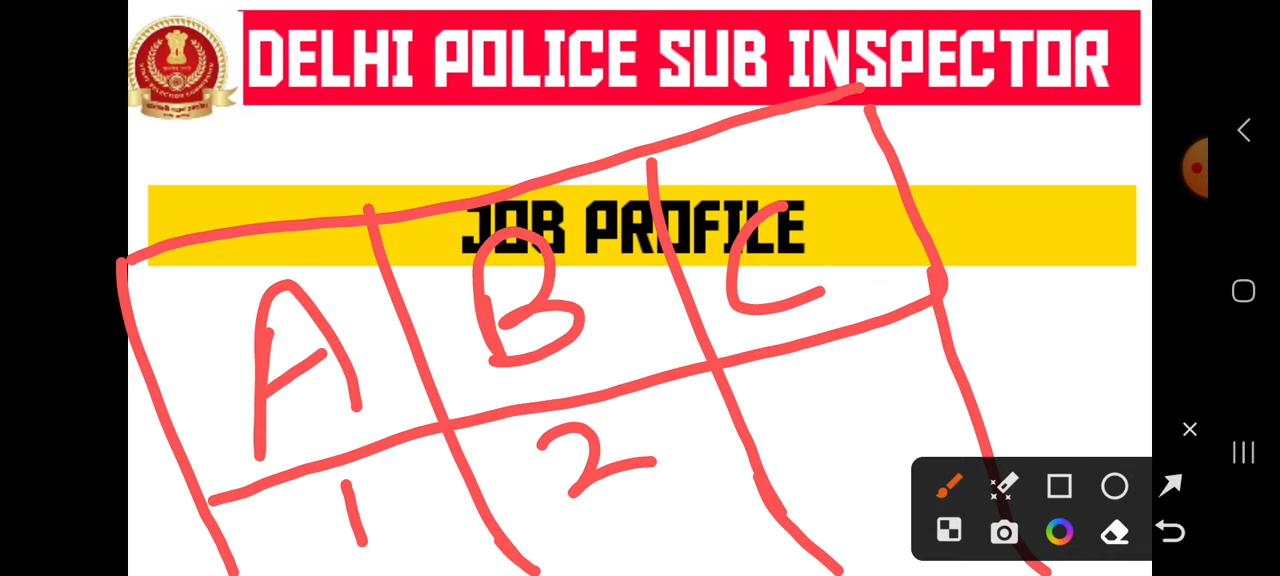 DELHI POLICE SUB INSPECTOR
JOB PROFILE
A B C
1 2